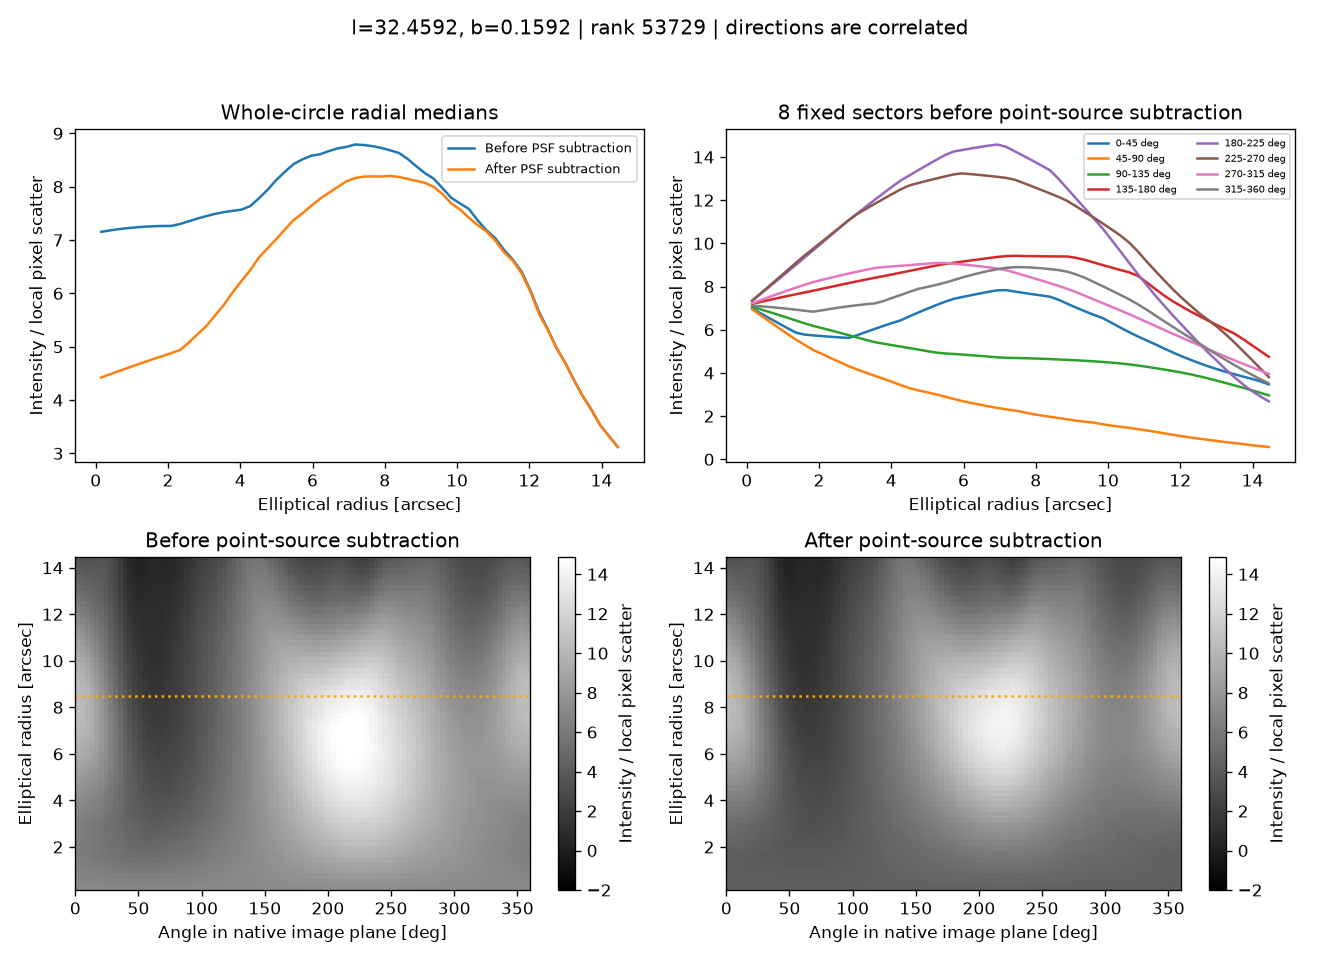 l=32.4592, b=0.1592 | rank 53729 | directions are correlated
Whole-circle radial medians
9
8
7
6
5
4
3
0 2 4 6 8 10 12 14
Intensity / local pixel scatter
Elliptical radius [arcsec]
Before PSF subtraction
After PSF subtraction
8 fixed sectors before point-source subtraction
14
12
10
8
6
4
2
0
0 2 4 6 8 10 12 14
Intensity / local pixel scatter
Elliptical radius [arcsec]
0-45 deg
45-90 deg
90-135 deg
135-180 deg
180-225 deg
225-270 deg
270-315 deg
315-360 deg
Before point-source subtraction
14
12
10
8
6
4
2
0 50 100 150 200 250 300 350
Elliptical radius [arcsec]
Angle in native image plane [deg]
14
12
10
8
6
4
2
0
−2
Intensity / local pixel scatter
After point-source subtraction
14
12
10
8
6
4
2
0 50 100 150 200 250 300 350
Elliptical radius [arcsec]
Angle in native image plane [deg]
14
12
10
8
6
4
2
0
−2
Intensity / local pixel scatter